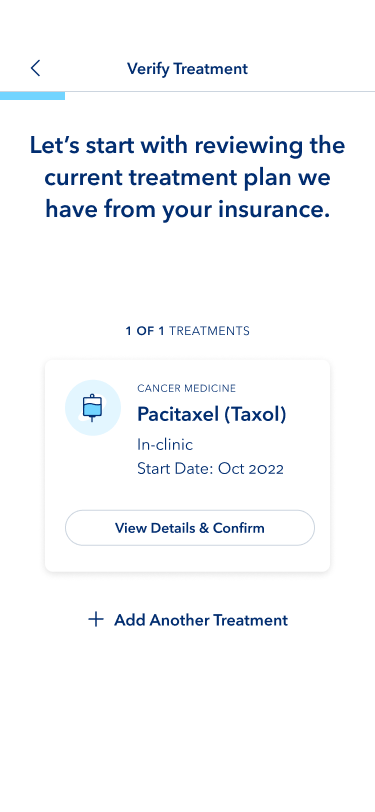 Verify Treatment
Let’s start with reviewing the
current treatment plan we
have from your insurance.
1 OF 1 TREATMENTS
CANCER MEDICINE
Pacitaxel (Taxol)
In-clinic
Start Date: Oct 2022
View Details & Confirm
Add Another Treatment